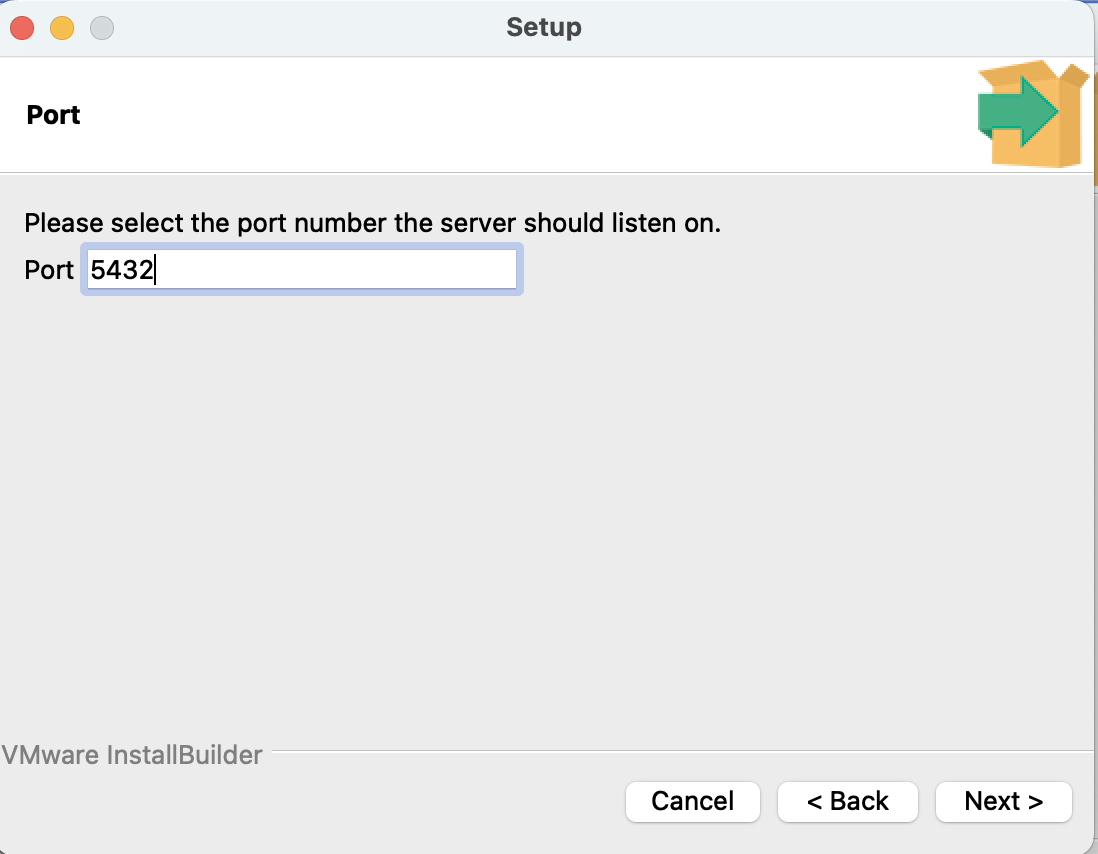 Setup
Port
Please select the port number the server should listen on.
Port 5432
VMware InstallBuilder
Cancel
< Back
Next >